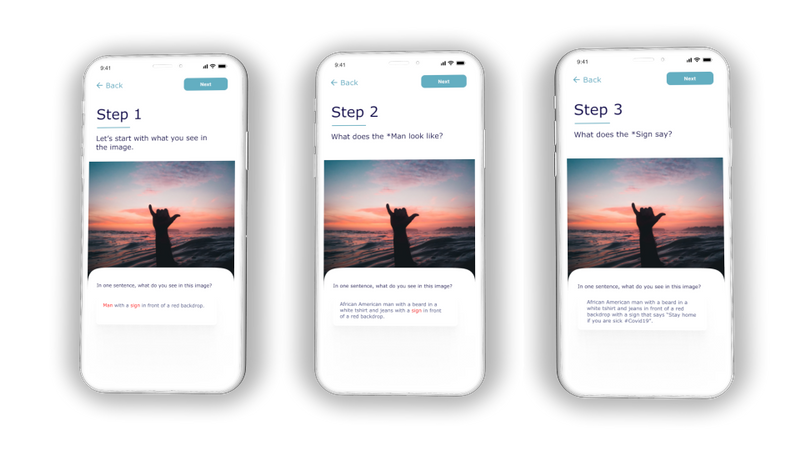 9:41
← Back
Next
Step 1
Let's start with what you see in
the image.
In one sentence, what do you see in this image?
Man with a sign in front of a red backdrop.
9:41
← Back
Next
Step 2
What does the *Man look like?
In one sentence, what do you see in this image?
African American man with a beard in a
white tshirt and jeans with a sign in front
of a red backdrop.
9:41
← Back
Next
Step 3
What does the *Sign say?
In one sentence, what do you see in this image?
African American man with a beard in a
white tshirt and jeans in front of a red
backdrop with a sign that says "Stay home
if you are sick #Covid19".